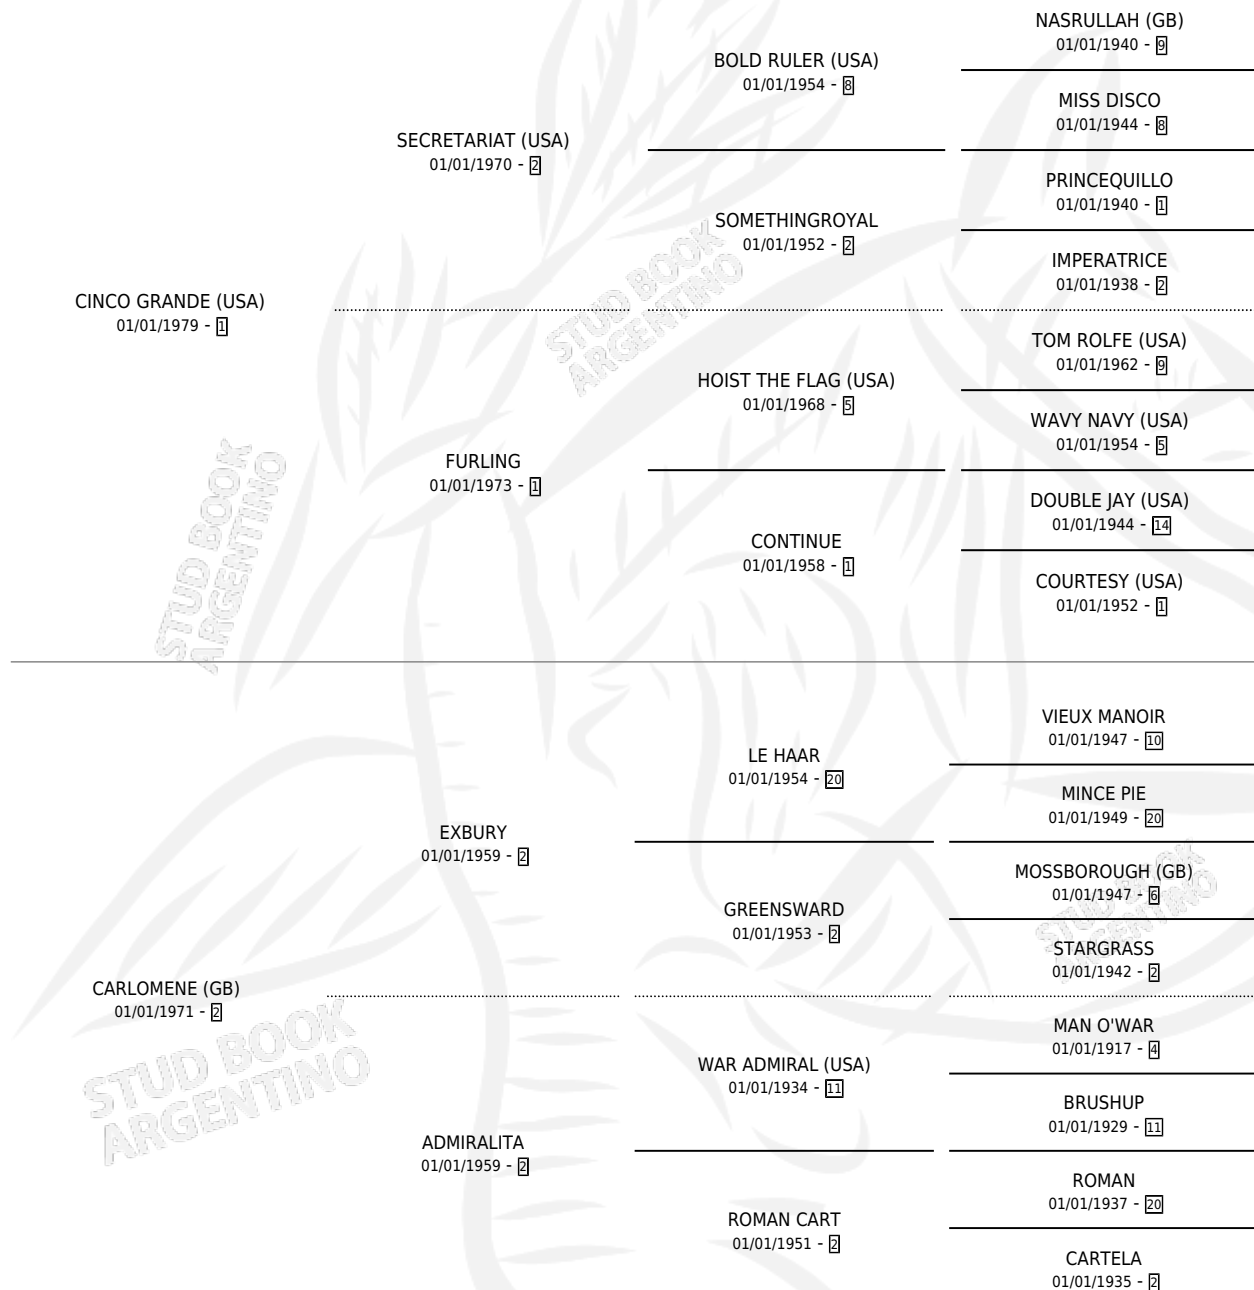 NASRULLAH (GB)
01/01/1940 - 9
BOLD RULER (USA)
01/01/1954 - 8
MISS DISCO
01/01/1944 - 8
SECRETARIAT (USA)
01/01/1970 - 2
PRINCEQUILLO
01/01/1940 - 1
SOMETHINGROYAL
01/01/1952 - 2
IMPERATRICE
01/01/1938 - 2
CINCO GRANDE (USA)
01/01/1979 - 1
TOM ROLFE (USA)
01/01/1962 - 9
HOIST THE FLAG (USA)
01/01/1968 - 5
WAVY NAVY (USA)
01/01/1954 - 5
FURLING
01/01/1973 - 1
DOUBLE JAY (USA)
01/01/1944 - 14
CONTINUE
01/01/1958 - 1
COURTESY (USA)
01/01/1952 - 1
STUD BOOK
ARGENTINO
STUD BOOK
ARGENTINO
VIEUX MANOIR
01/01/1947 - 10
LE HAAR
01/01/1954 - 20
MINCE PIE
01/01/1949 - 20
EXBURY
01/01/1959 - 2
MOSSBOROUGH (GB)
01/01/1947 - 6
GREENSWARD
01/01/1953 - 2
STARGRASS
01/01/1942 - 2
CARLOMENE (GB)
01/01/1971 - 2
MAN O'WAR
01/01/1917 - 4
WAR ADMIRAL (USA)
01/01/1934 - 11
BRUSHUP
01/01/1929 - 11
ADMIRALITA
01/01/1959 - 2
ROMAN
01/01/1937 - 20
ROMAN CART
01/01/1951 - 2
CARTELA
01/01/1935 - 2
STUD BOOK
ARGENTINO
STUD BOOK
ARGENTINO